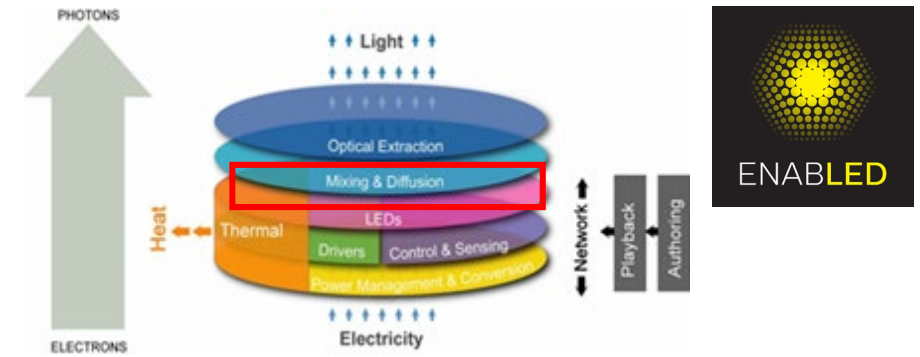 PHOTONS
Light
Optical Extraction
Mixing & Diffusion
LEDs
Thermal
Heat
Drivers
Control & Sensing
Power Management & Conversion
Electricity
ELECTRONS
Network
Playback
Authoring
ENABLED